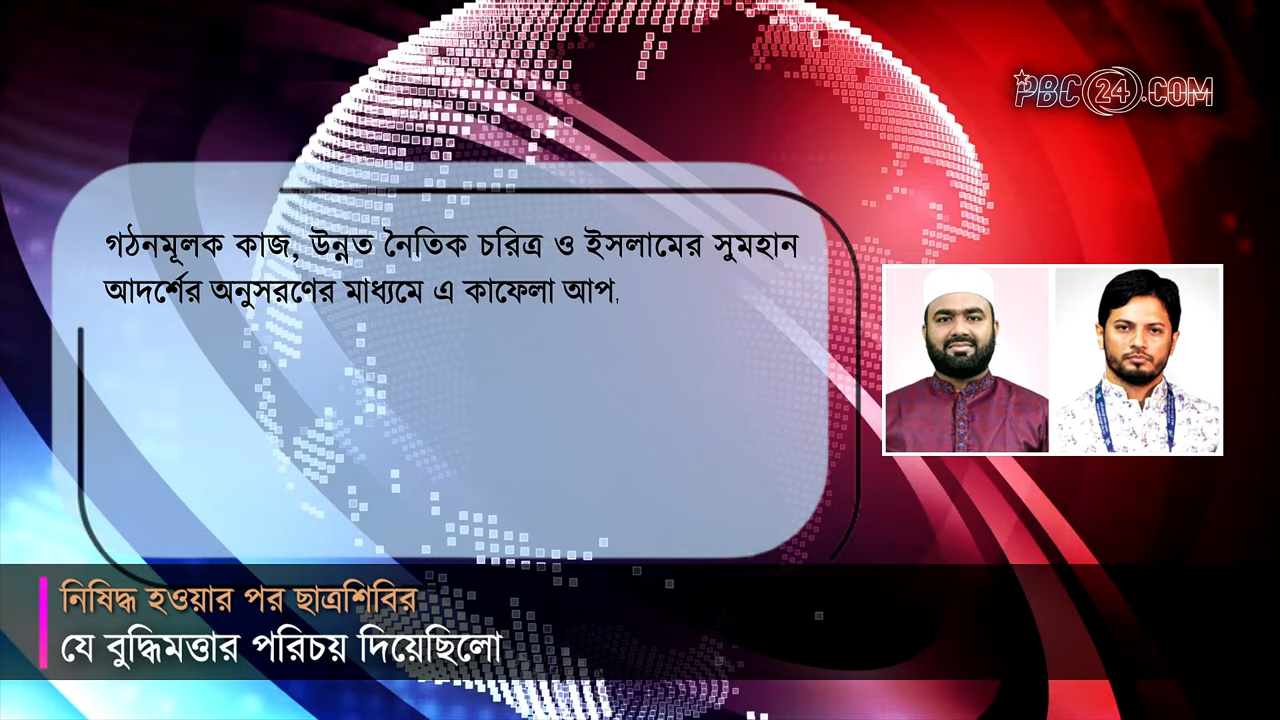 PBC24.COM
গঠনমূলক কাজ, উন্নত নৈতিক চরিত্র ও ইসলামের সুমহান
আদর্শের অনুসরণের মাধ্যমে এ কাফেলা আপ
নিষিদ্ধ হওয়ার পর ছাত্রশিবির
যে বুদ্ধিমত্তার পরিচয় দিয়েছিলো